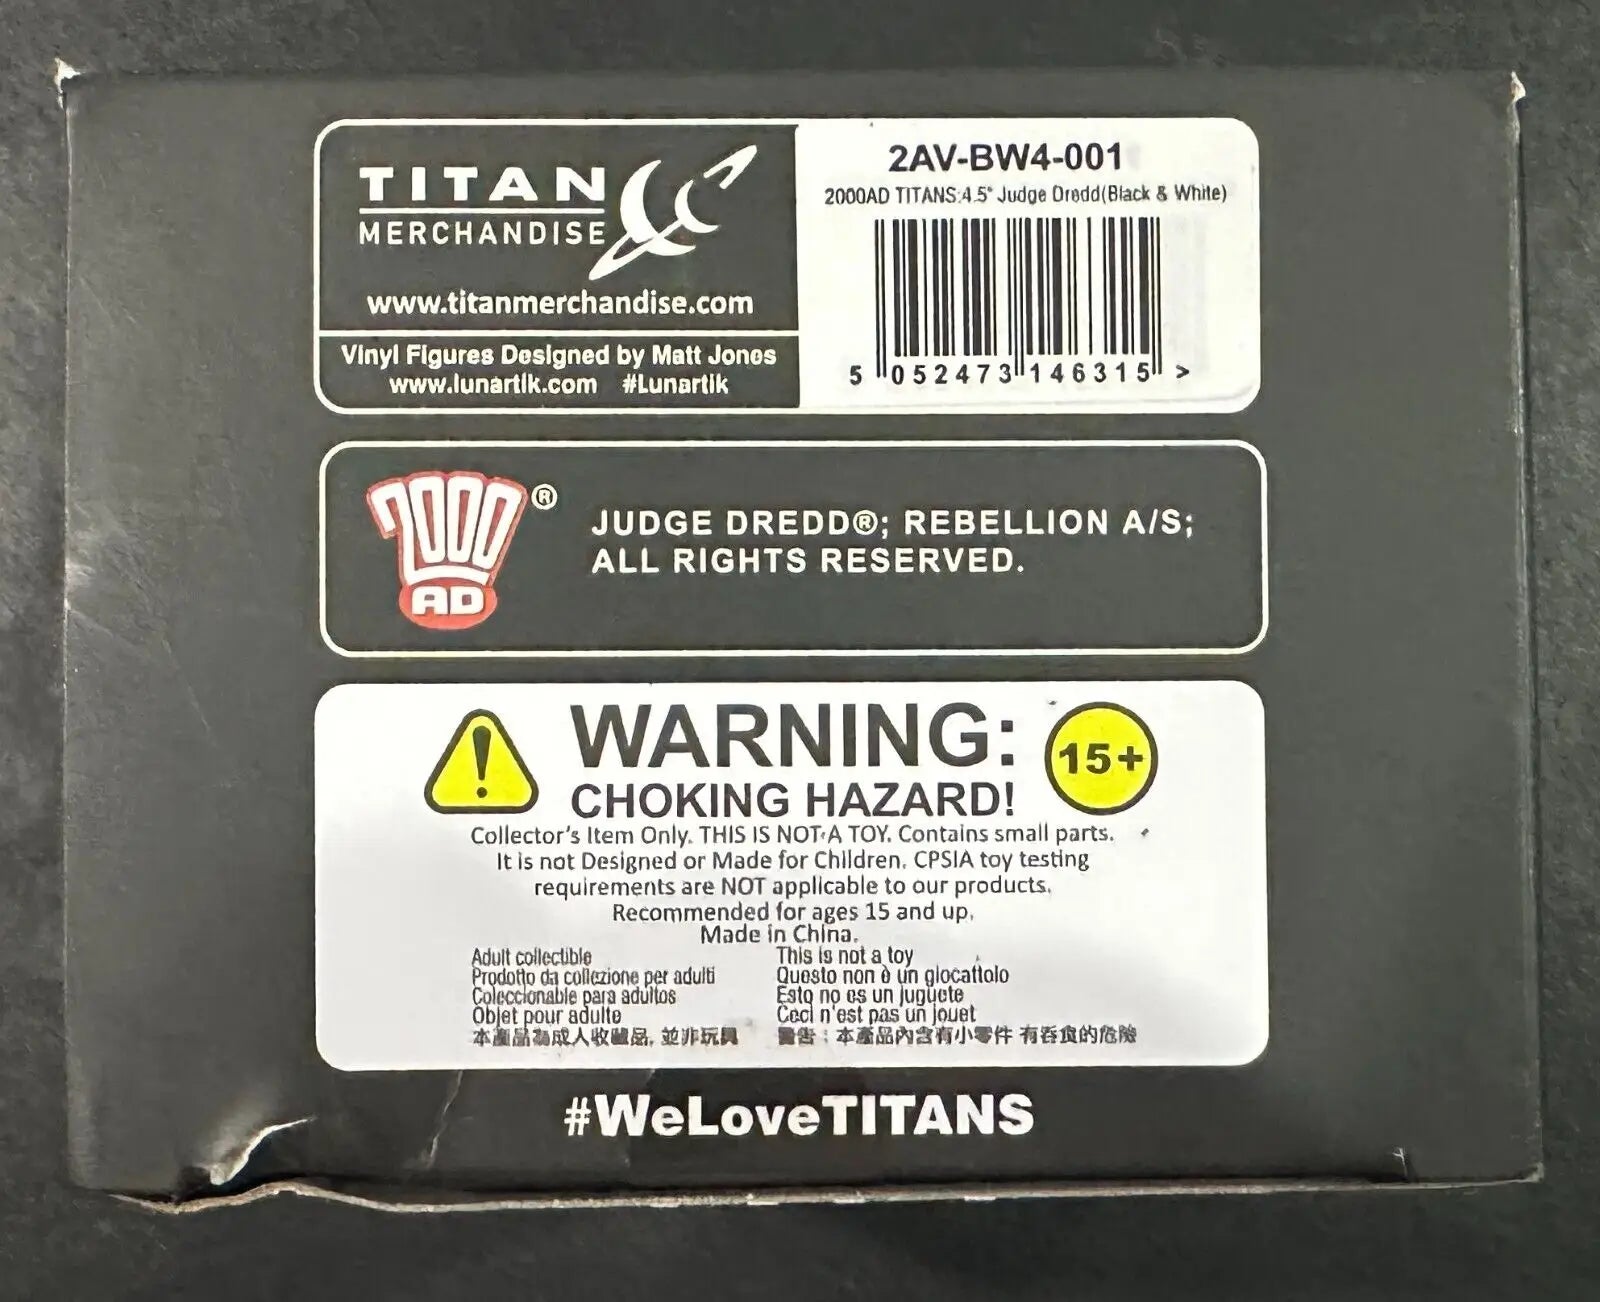 TITAN
MERCHANDISE
www.titanmerchandise.com
Vinyl Figures Designed by Matt Jones
www.lunartik.com #Lunartik
2AV-BW4-001
2000AD TITANS:4.5" Judge Dredd(Black & White)
5 052473 146315 >
2000 ®
AD
JUDGE DREDD®; REBELLION A/S;
ALL RIGHTS RESERVED.
WARNING:
CHOKING HAZARD!
15+
Collector's Item Only. THIS IS NOT A TOY. Contains small parts.
It is not Designed or Made for Children. CPSIA toy testing
requirements are NOT applicable to our products.
Recommended for ages 15 and up.
Made in China.
Adult collectible This is not a toy
Prodotto da collezione per adulti Questo non è un giocattolo
Coleccionable para adultos Esto no es un juguete
Objet pour adulte Ceci n'est pas un jouet
本產品為成人收藏品, 並非玩具 警告：本產品內含有小零件 有吞食的危險
#WeLoveTITANS